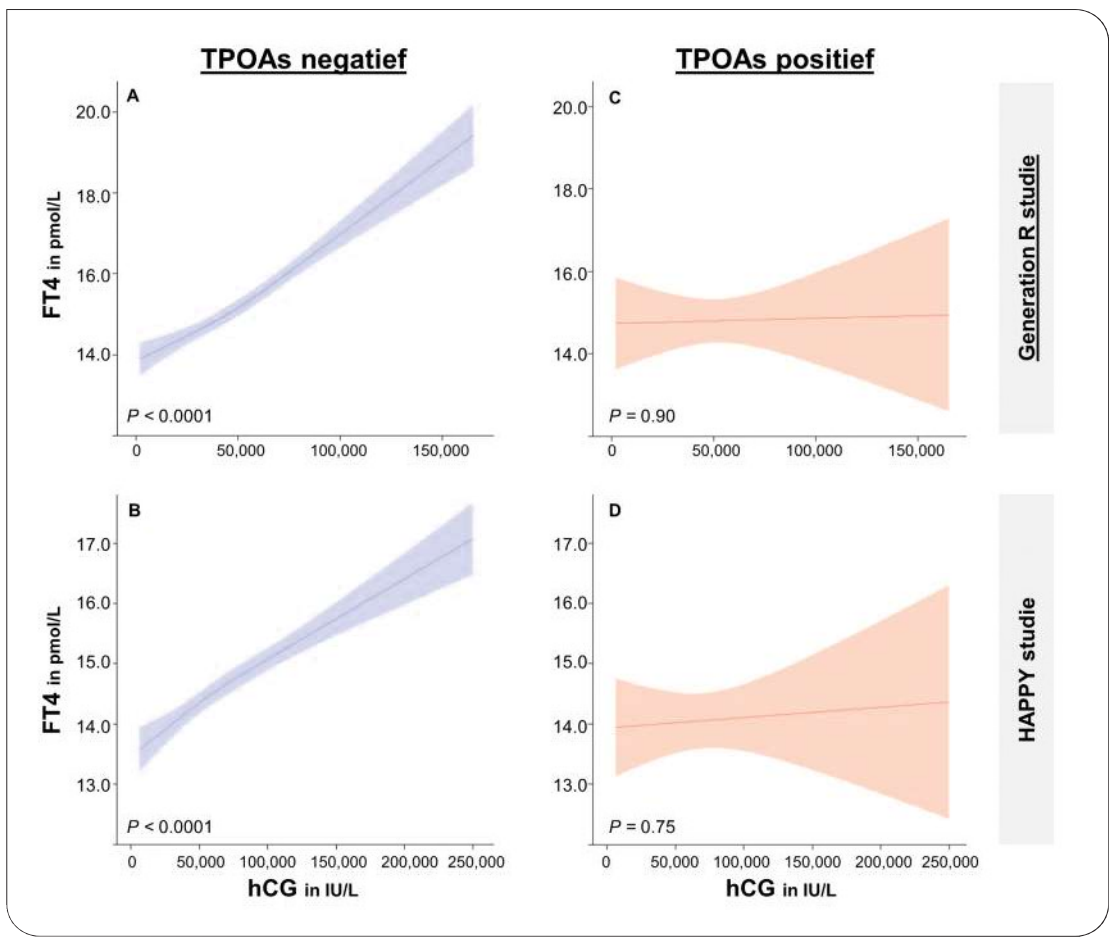 TPOAs negatief
TPOAs positief
A
20.0
18.0
16.0
14.0
FT4 in pmol/L
P < 0.0001
0 50,000 100,000 150,000
C
20.0
18.0
16.0
14.0
P = 0.90
0 50,000 100,000 150,000
Generation R studie
B
17.0
16.0
15.0
14.0
13.0
FT4 in pmol/L
P < 0.0001
0 50,000 100,000 150,000 200,000 250,000
hCG in IU/L
D
17.0
16.0
15.0
14.0
13.0
P = 0.75
0 50,000 100,000 150,000 200,000 250,000
hCG in IU/L
HAPPY studie